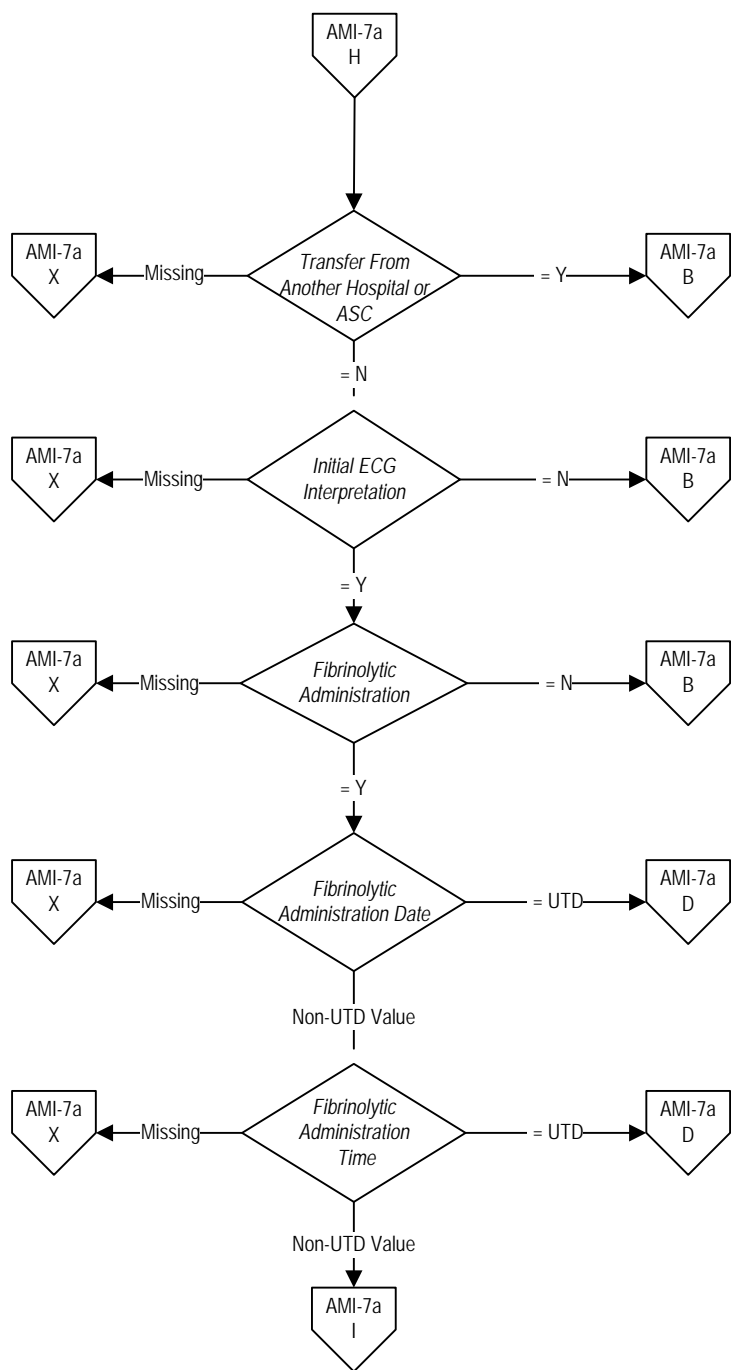 AMI-7a
H
AMI-7a
X
Missing
Transfer From
Another Hospital or
ASC
= Y
AMI-7a
B
= N
AMI-7a
X
Missing
Initial ECG
Interpretation
= N
AMI-7a
B
= Y
AMI-7a
X
Missing
Fibrinolytic
Administration
= N
AMI-7a
B
= Y
AMI-7a
X
Missing
Fibrinolytic
Administration Date
= UTD
AMI-7a
D
Non-UTD Value
AMI-7a
X
Missing
Fibrinolytic
Administration
Time
= UTD
AMI-7a
D
Non-UTD Value
AMI-7a
I